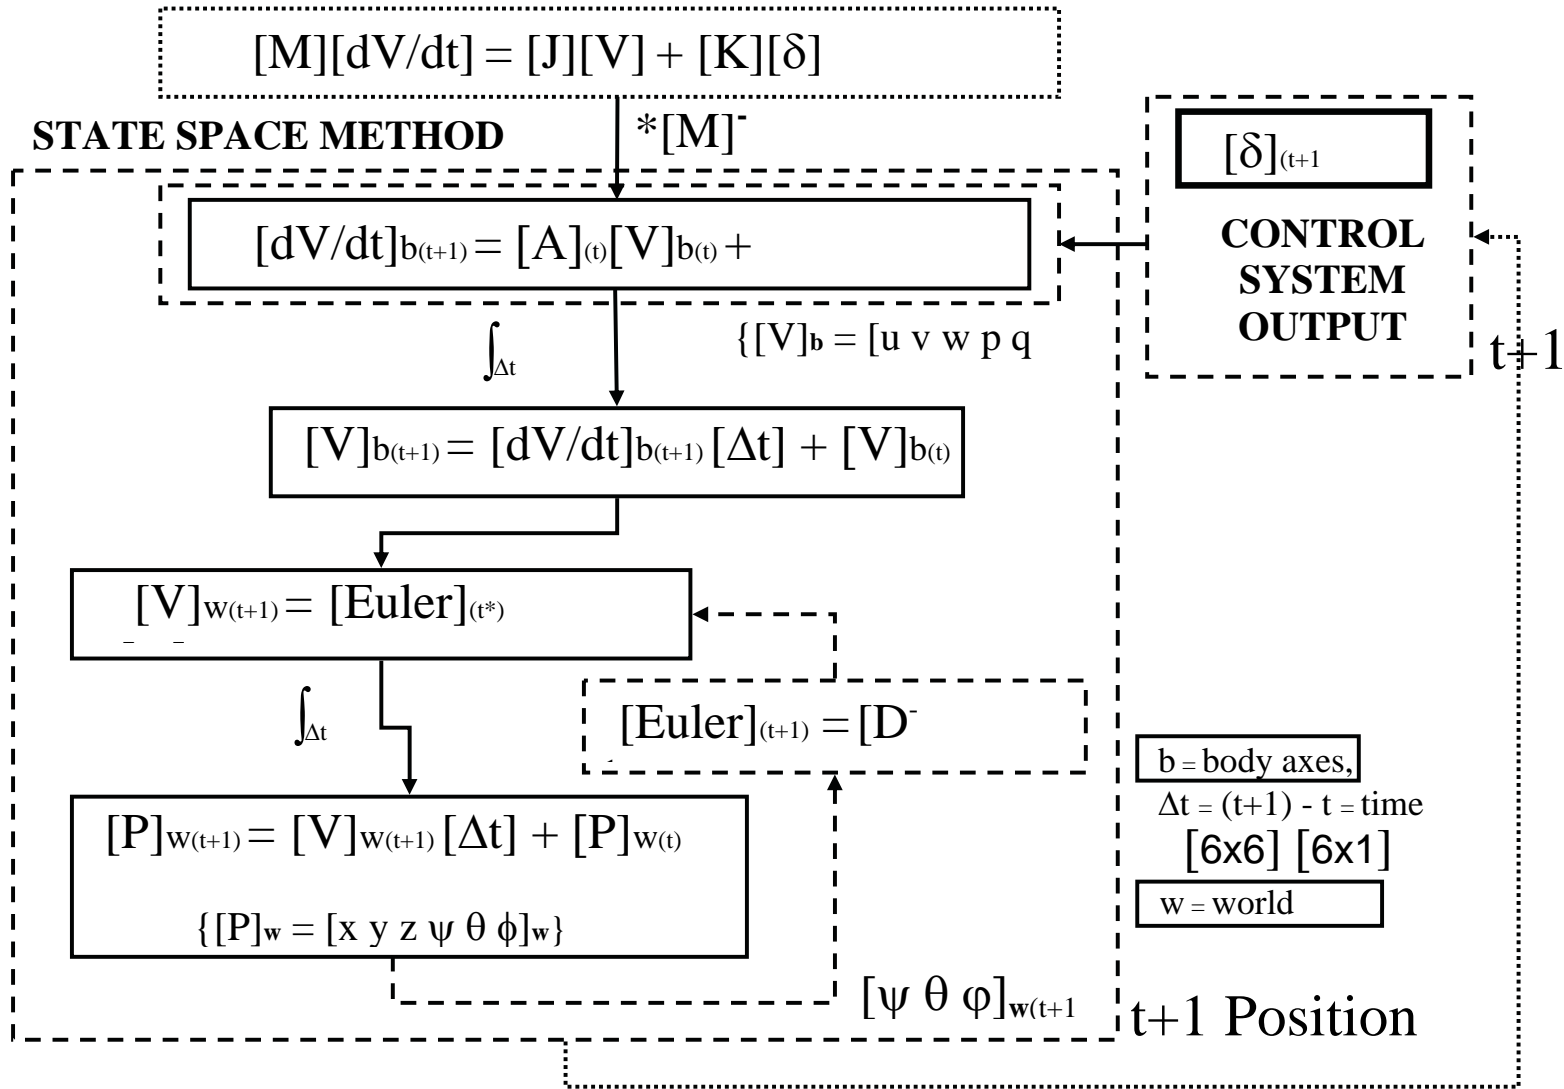 [M][dV/dt] = [J][V] + [K][δ]
STATE SPACE METHOD
*[M]-
[δ](t+1
CONTROL
SYSTEM
OUTPUT
t+1
[dV/dt]b(t+1) = [A](t)[V]b(t) +
∫Δt
{[V]b = [u v w p q
[V]b(t+1) = [dV/dt]b(t+1) [Δt] + [V]b(t)
[V]w(t+1) = [Euler](t*)
∫Δt
[Euler](t+1) = [D-
[P]w(t+1) = [V]w(t+1) [Δt] + [P]w(t)
{[P]w = [x y z ψ θ ϕ]w}
[ψ θ φ]w(t+1
b = body axes,
Δt = (t+1) - t = time
[6x6] [6x1]
w = world
t+1 Position